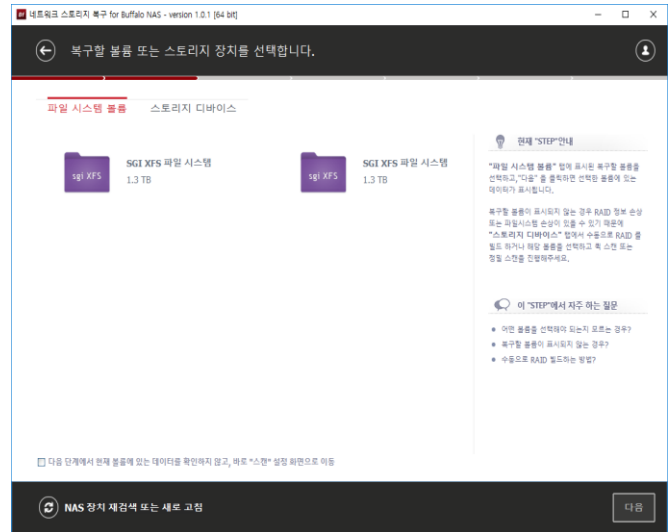 네트워크 스토리지 복구 for Buffalo NAS - version 1.0.1 [64 bit]
복구할 볼륨 또는 스토리지 장치를 선택합니다.
파일 시스템 볼륨 스토리지 디바이스
sgi XFS
SGI XFS 파일 시스템
1.3 TB
sgi XFS
SGI XFS 파일 시스템
1.3 TB
현재 "STEP"안내
"파일 시스템 볼륨" 탭에 표시된 복구할 볼륨을
선택하고,"다음" 을 클릭하면 선택한 볼륨에 있는
데이터가 표시됩니다.
복구할 볼륨이 표시되지 않는 경우 RAID 정보 손상
또는 파일시스템 손상이 있을 수 있기 때문에
"스토리지 디바이스" 탭에서 수동으로 RAID 를
빌드 하거나 해당 볼륨을 선택하고 퀵 스캔 또는
정밀 스캔을 진행해주세요.
이 "STEP"에서 자주 하는 질문
어떤 볼륨을 선택해야 되는지 모르는 경우?
복구할 볼륨이 표시되지 않는 경우?
수동으로 RAID 빌드하는 방법?
다음 단계에서 현재 볼륨에 있는 데이터를 확인하지 않고, 바로 "스캔" 설정 화면으로 이동
NAS 장치 재검색 또는 새로 고침
다음